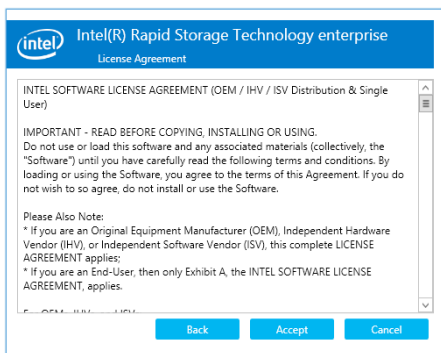 intel
Intel(R) Rapid Storage Technology enterprise
License Agreement
INTEL SOFTWARE LICENSE AGREEMENT (OEM / IHV / ISV Distribution & Single
User)
IMPORTANT - READ BEFORE COPYING, INSTALLING OR USING.
Do not use or load this software and any associated materials (collectively, the
"Software") until you have carefully read the following terms and conditions. By
loading or using the Software, you agree to the terms of this Agreement. If you do
not wish to so agree, do not install or use the Software.
Please Also Note:
* If you are an Original Equipment Manufacturer (OEM), Independent Hardware
Vendor (IHV), or Independent Software Vendor (ISV), this complete LICENSE
AGREEMENT applies;
* If you are an End-User, then only Exhibit A, the INTEL SOFTWARE LICENSE
AGREEMENT, applies.
Back
Accept
Cancel